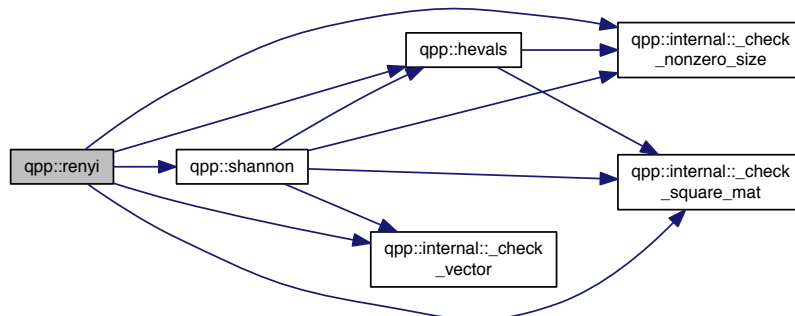 qpp::renyi
qpp::shannon
qpp::hevals
qpp::internal::_check
_vector
qpp::internal::_check
_nonzero_size
qpp::internal::_check
_square_mat